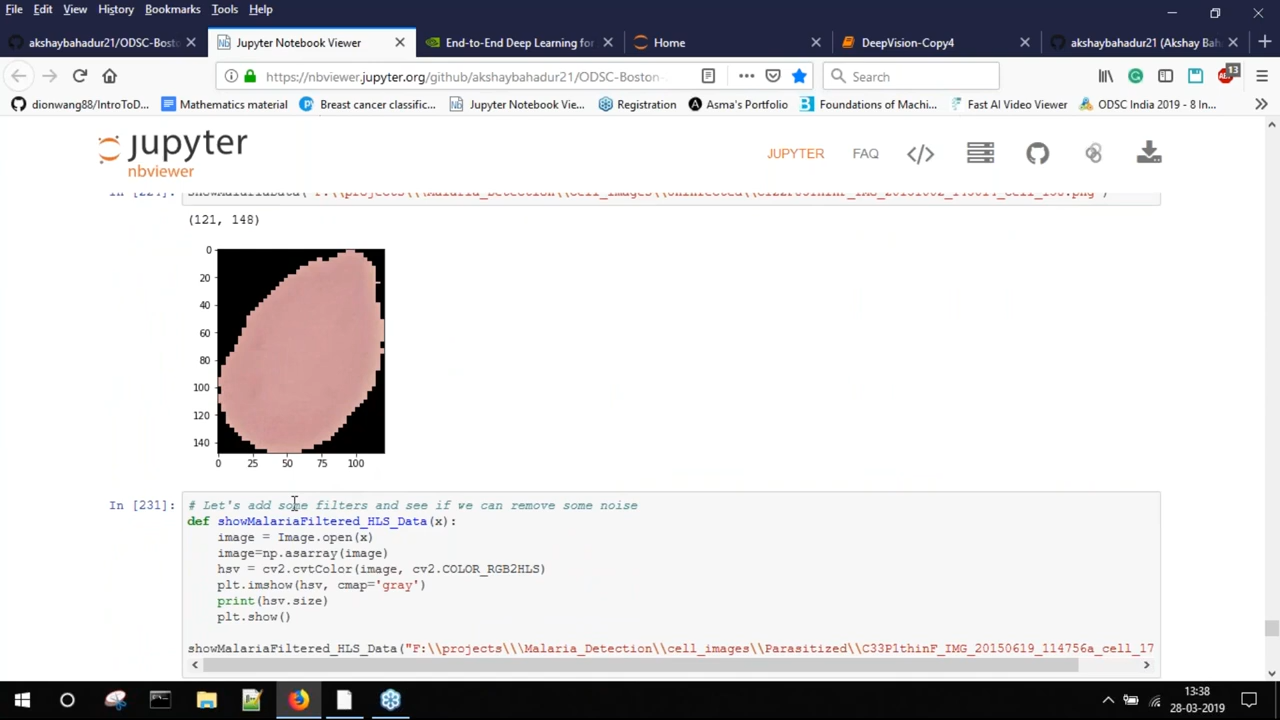 File Edit View History Bookmarks Tools Help
akshaybahadur21/ODSC-Bosto
Jupyter Notebook Viewer
End-to-End Deep Learning for
Home
DeepVision-Copy4
akshaybahadur21 (Akshay Bah
https://nbviewer.jupyter.org/github/akshaybahadur21/ODSC-Boston-
Search
13
dionwang88/IntroToD... Mathematics material Breast cancer classific... Jupyter Notebook Vie... Registration Asma's Portfolio Foundations of Machi... Fast AI Video Viewer ODSC India 2019 - 8 In...
jupyter
nbviewer
JUPYTER FAQ
(121, 148)
0
20
40
60
80
100
120
140
0 25 50 75 100
In [231]:
# Let's add some filters and see if we can remove some noise
def showMalariaFiltered_HLS_Data(x):
image = Image.open(x)
image=np.asarray(image)
hsv = cv2.cvtColor(image, cv2.COLOR_RGB2HLS)
plt.imshow(hsv, cmap='gray')
print(hsv.size)
plt.show()
showMalariaFiltered_HLS_Data("F:\\projects\\\Malaria_Detection\\cell_images\\Parasitized\\C33P1thinF_IMG_20150619_114756a_cell_17
13:38
28-03-2019